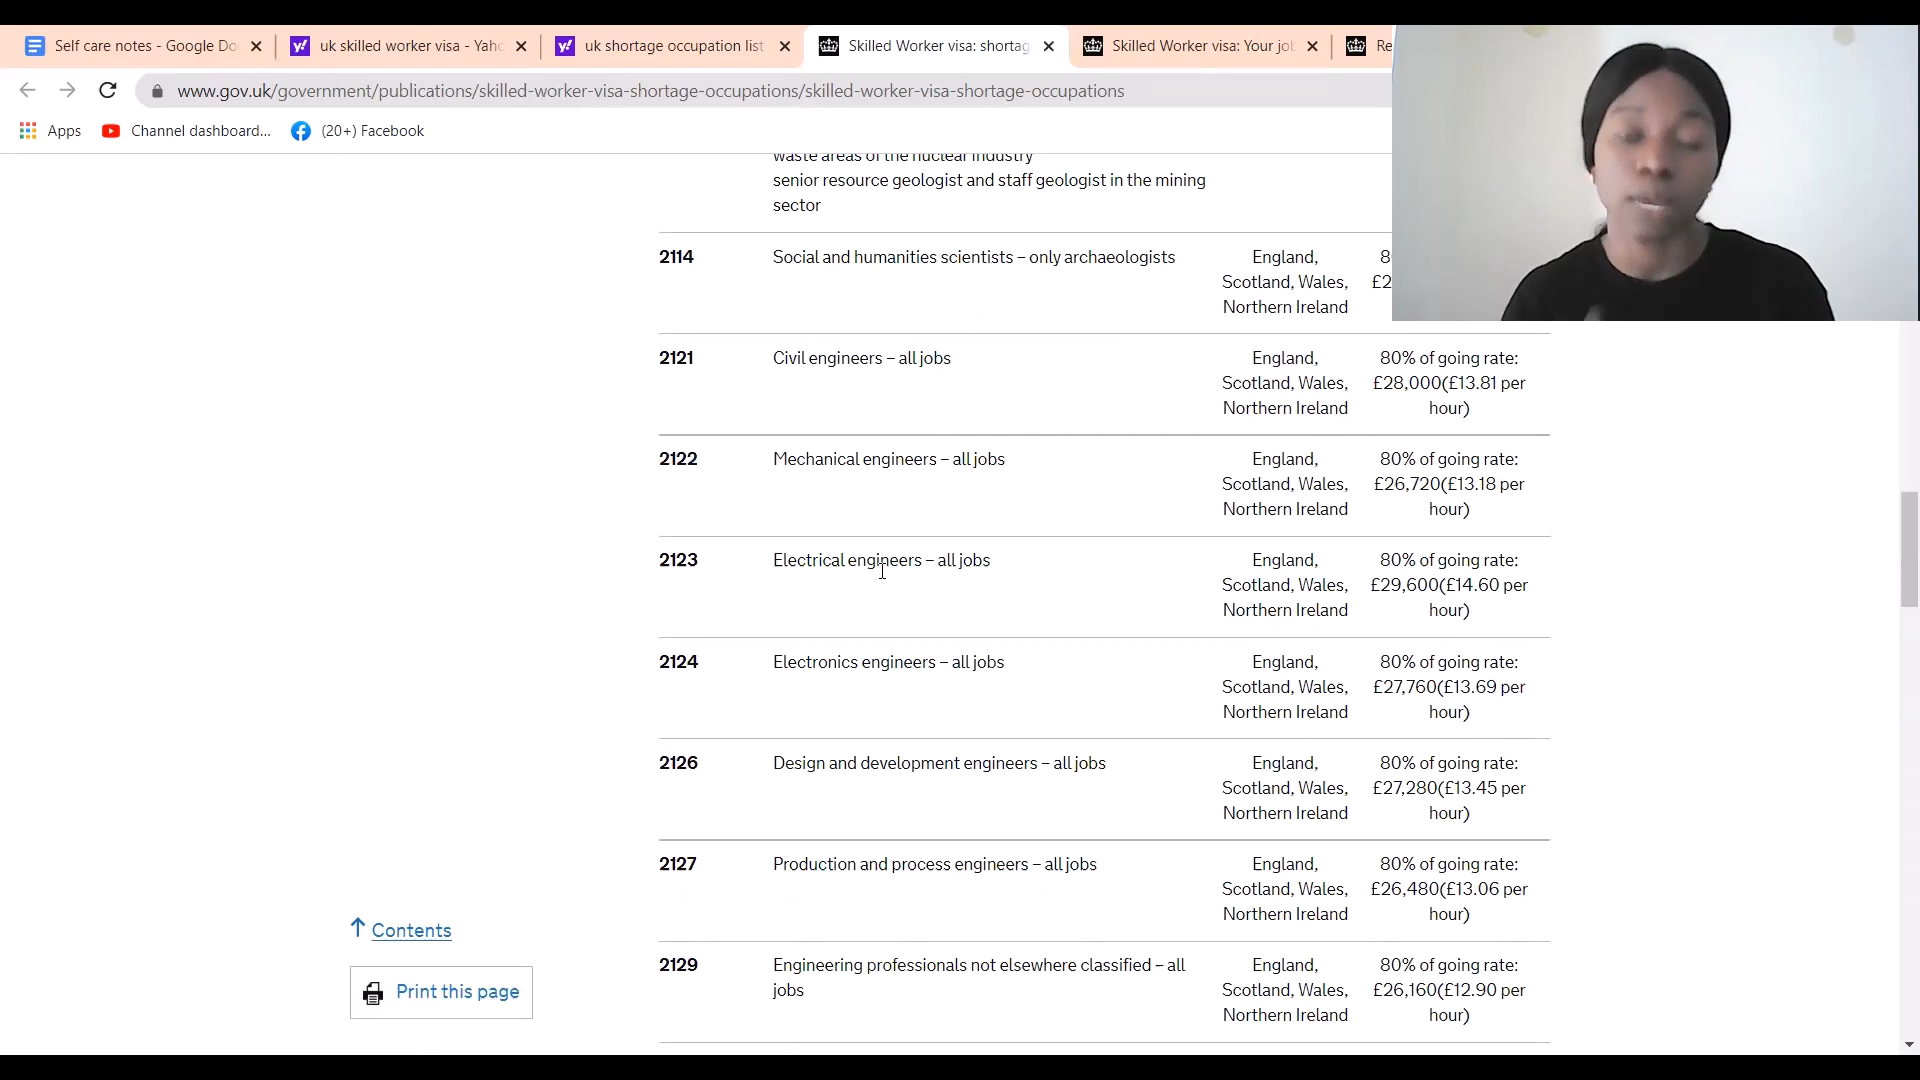 Self care notes - Google Do
uk skilled worker visa - Yaho
uk shortage occupation list
Skilled Worker visa: shortag
Skilled Worker visa: Your jo
Re
www.gov.uk/government/publications/skilled-worker-visa-shortage-occupations/skilled-worker-visa-shortage-occupations
Apps
Channel dashboard...
(20+) Facebook
waste areas of the nuclear industry
senior resource geologist and staff geologist in the mining
sector
2114 Social and humanities scientists – only archaeologists England, 8
Scotland, Wales, £2
Northern Ireland
2121 Civil engineers – all jobs England, 80% of going rate:
Scotland, Wales, £28,000(£13.81 per
Northern Ireland hour)
2122 Mechanical engineers – all jobs England, 80% of going rate:
Scotland, Wales, £26,720(£13.18 per
Northern Ireland hour)
2123 Electrical engineers – all jobs England, 80% of going rate:
Scotland, Wales, £29,600(£14.60 per
Northern Ireland hour)
2124 Electronics engineers – all jobs England, 80% of going rate:
Scotland, Wales, £27,760(£13.69 per
Northern Ireland hour)
2126 Design and development engineers – all jobs England, 80% of going rate:
Scotland, Wales, £27,280(£13.45 per
Northern Ireland hour)
2127 Production and process engineers – all jobs England, 80% of going rate:
Scotland, Wales, £26,480(£13.06 per
Northern Ireland hour)
2129 Engineering professionals not elsewhere classified – all England, 80% of going rate:
jobs Scotland, Wales, £26,160(£12.90 per
Northern Ireland hour)
Contents
Print this page